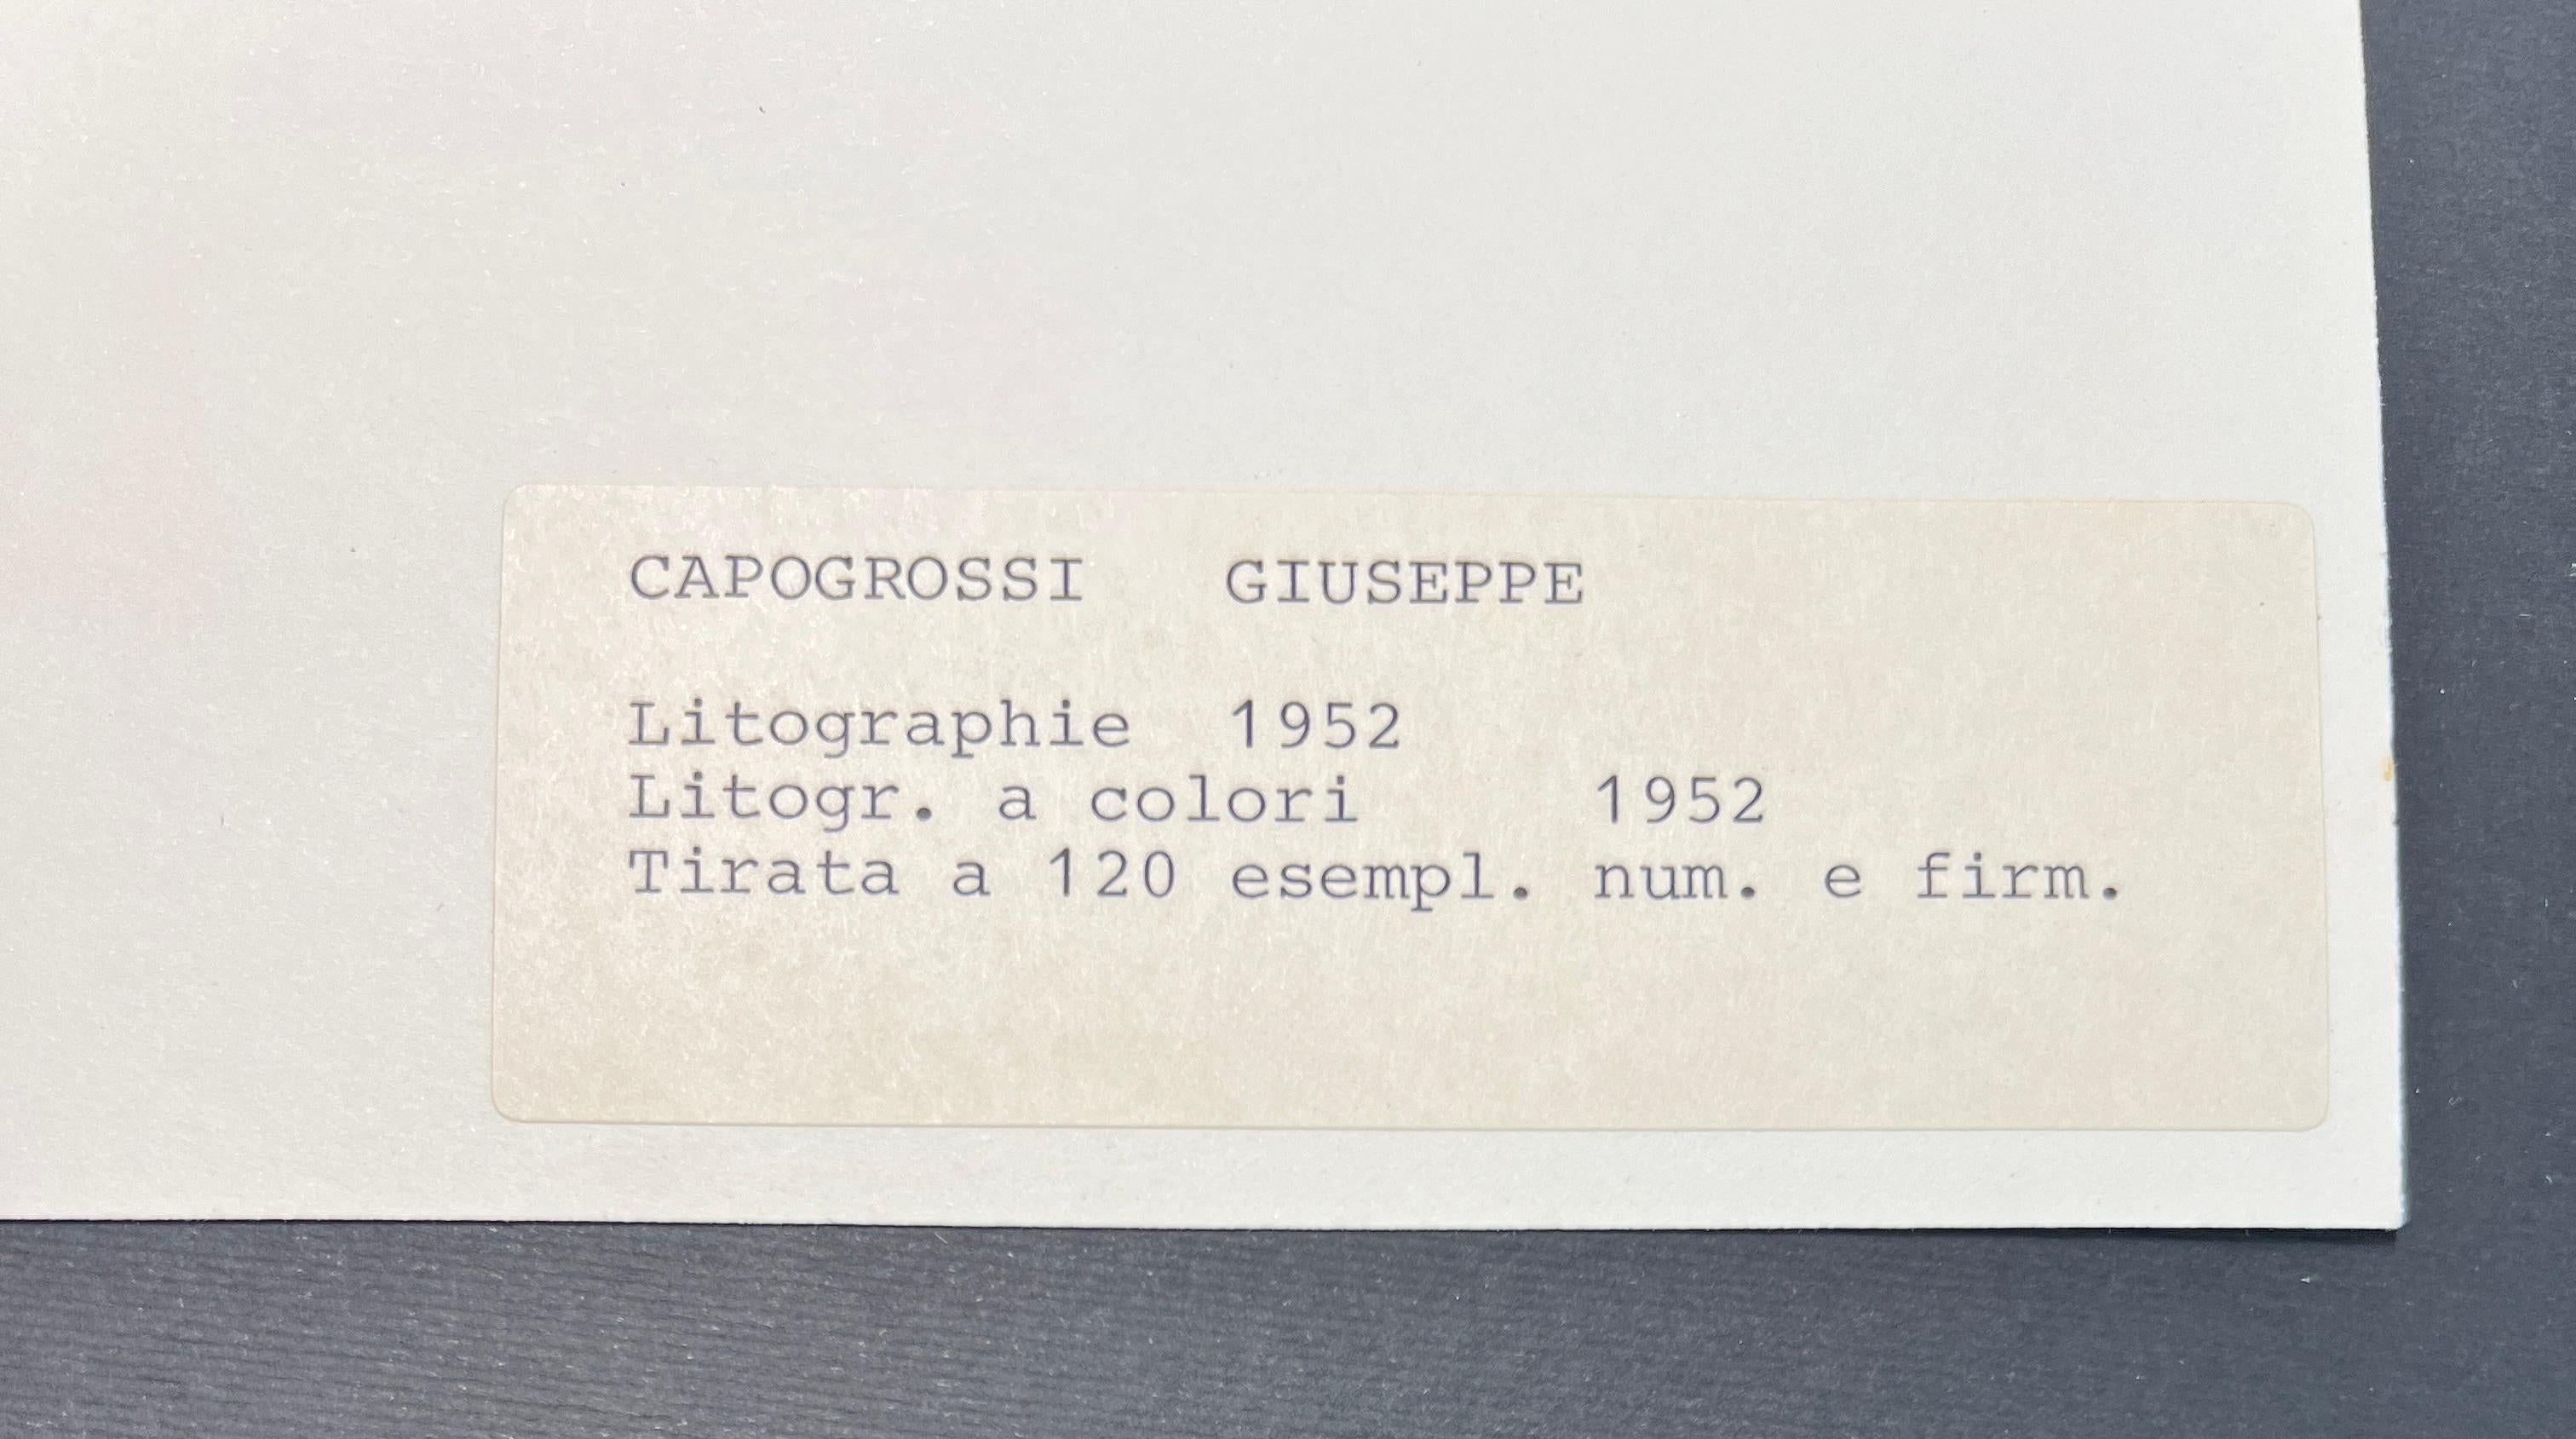 CAPOGROSSI GIUSEPPE
Litographie 1952
Litogr. a colori 1952
Tirata a 120 esempl. num. e firm.